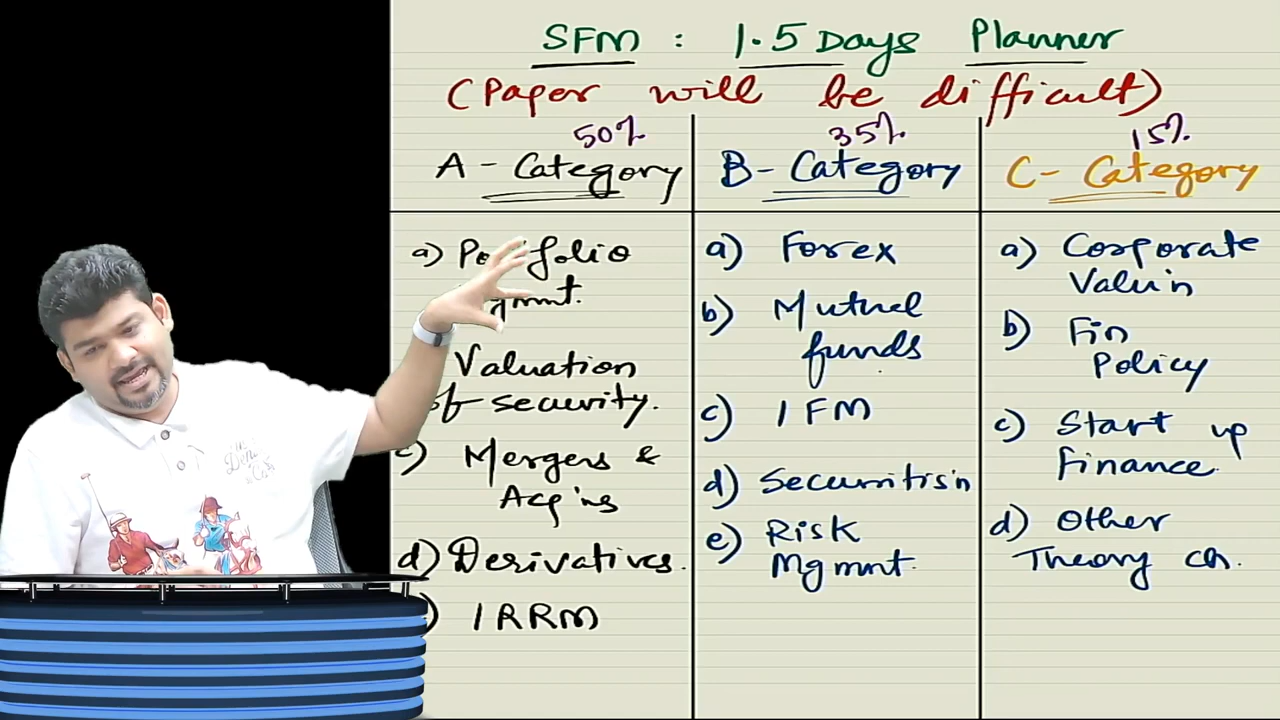 SFM : 1.5 Days Planner
(Paper will be difficult)
50%
A - Category
a) Portfolio
Mgmnt.
Valuation
of security.
c) Mergers &
Acq'ns
d) Derivatives.
IRRM
35%
B- Category
a) Forex
b) Mutual
funds
c) IFM
d) Securitis'n
e) Risk
Mgmnt.
15%
C- Category
a) Corporate
Valu'n
b) Fin
Policy
c) Start up
finance.
d) Other
Theory ch.